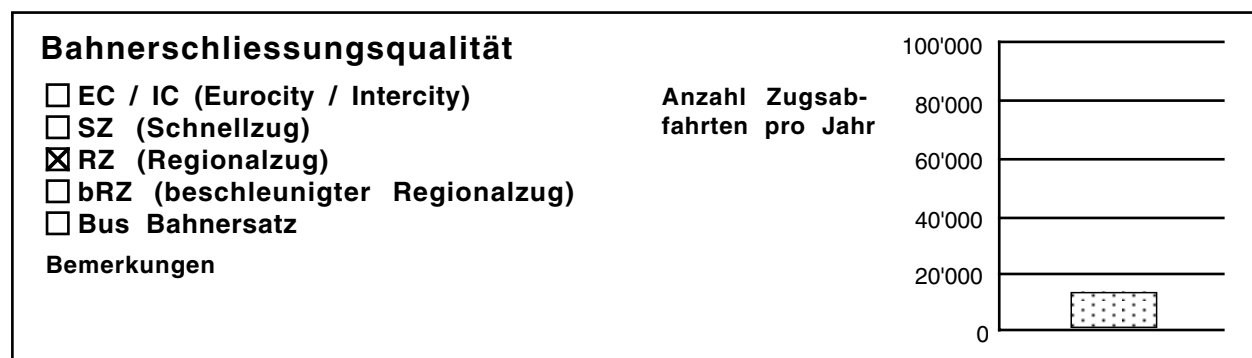 Bahnerschliessungsqualität
☐ EC / IC (Eurocity / Intercity)
☐ SZ (Schnellzug)
☒ RZ (Regionalzug)
☐ bRZ (beschleunigter Regionalzug)
☐ Bus Bahnersatz
Bemerkungen
Anzahl Zugsab-
fahrten pro Jahr
100'000
80'000
60'000
40'000
20'000
0